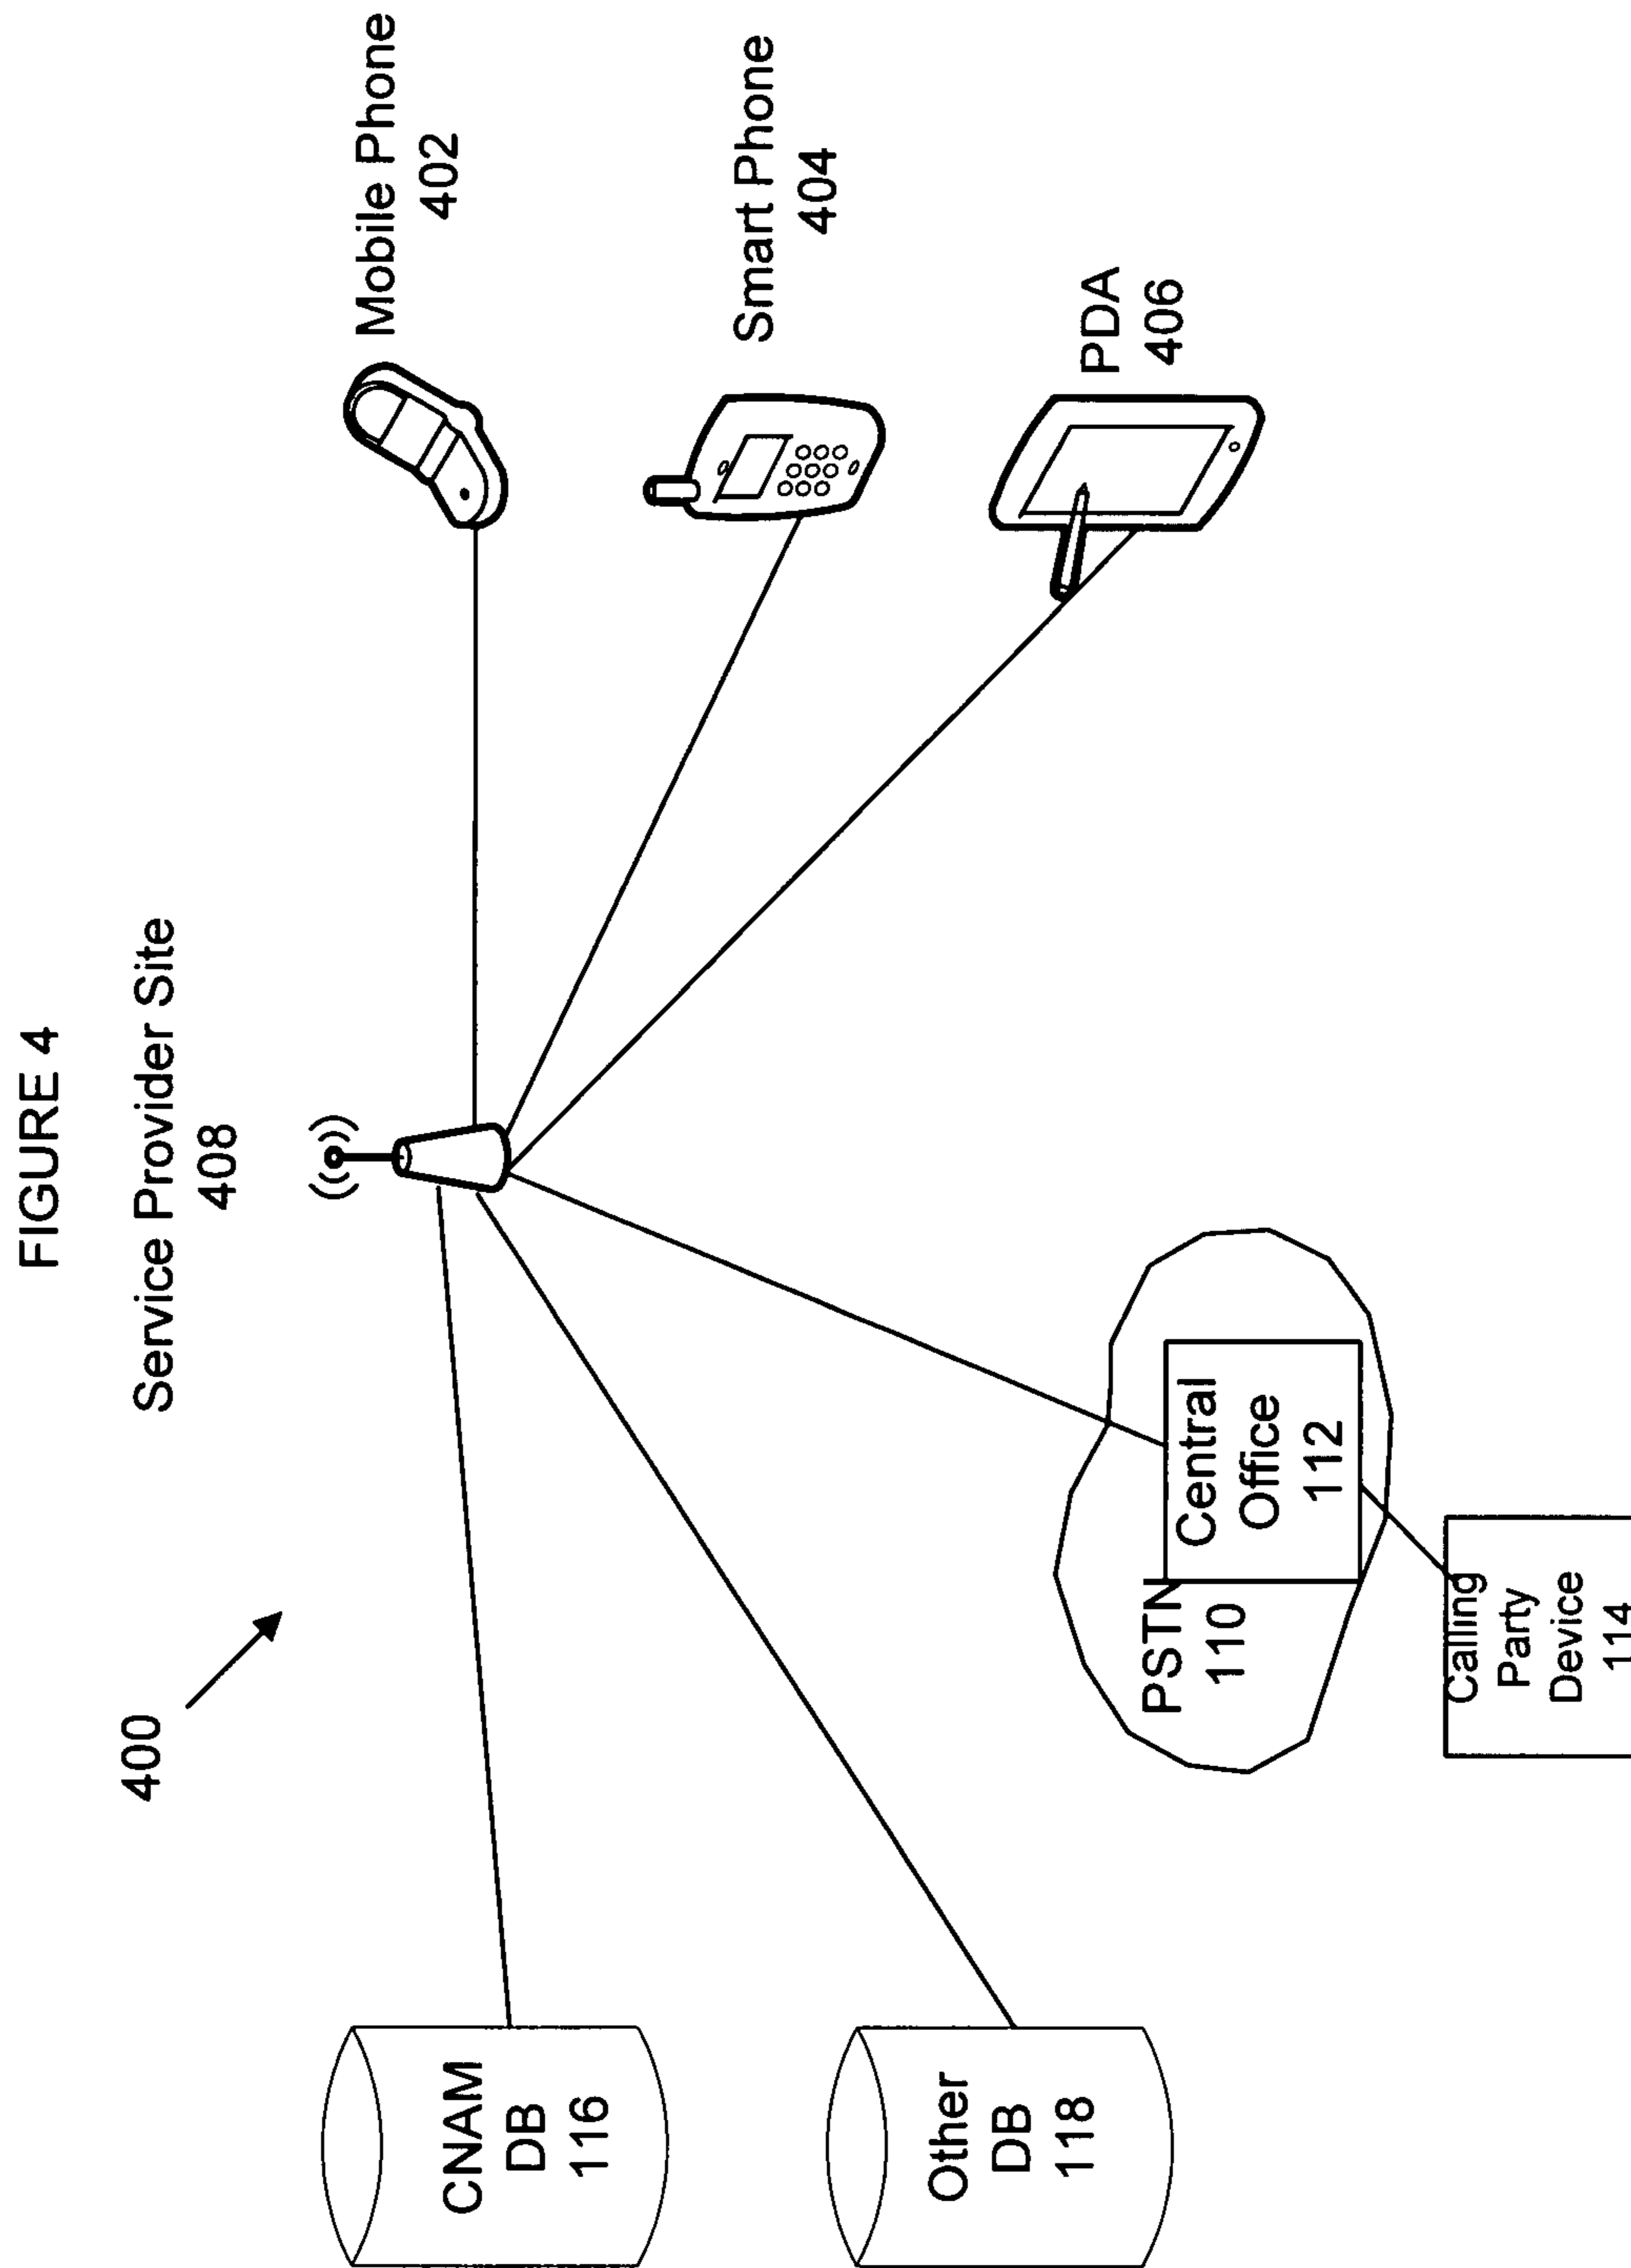 FIGURE 4
400
Service Provider Site
408
Mobile Phone
402
Smart Phone
404
PDA
406
CNAM
DB
116
Other
DB
118
PSTN
110
Central
Office
112
Calling
Party
Device
114